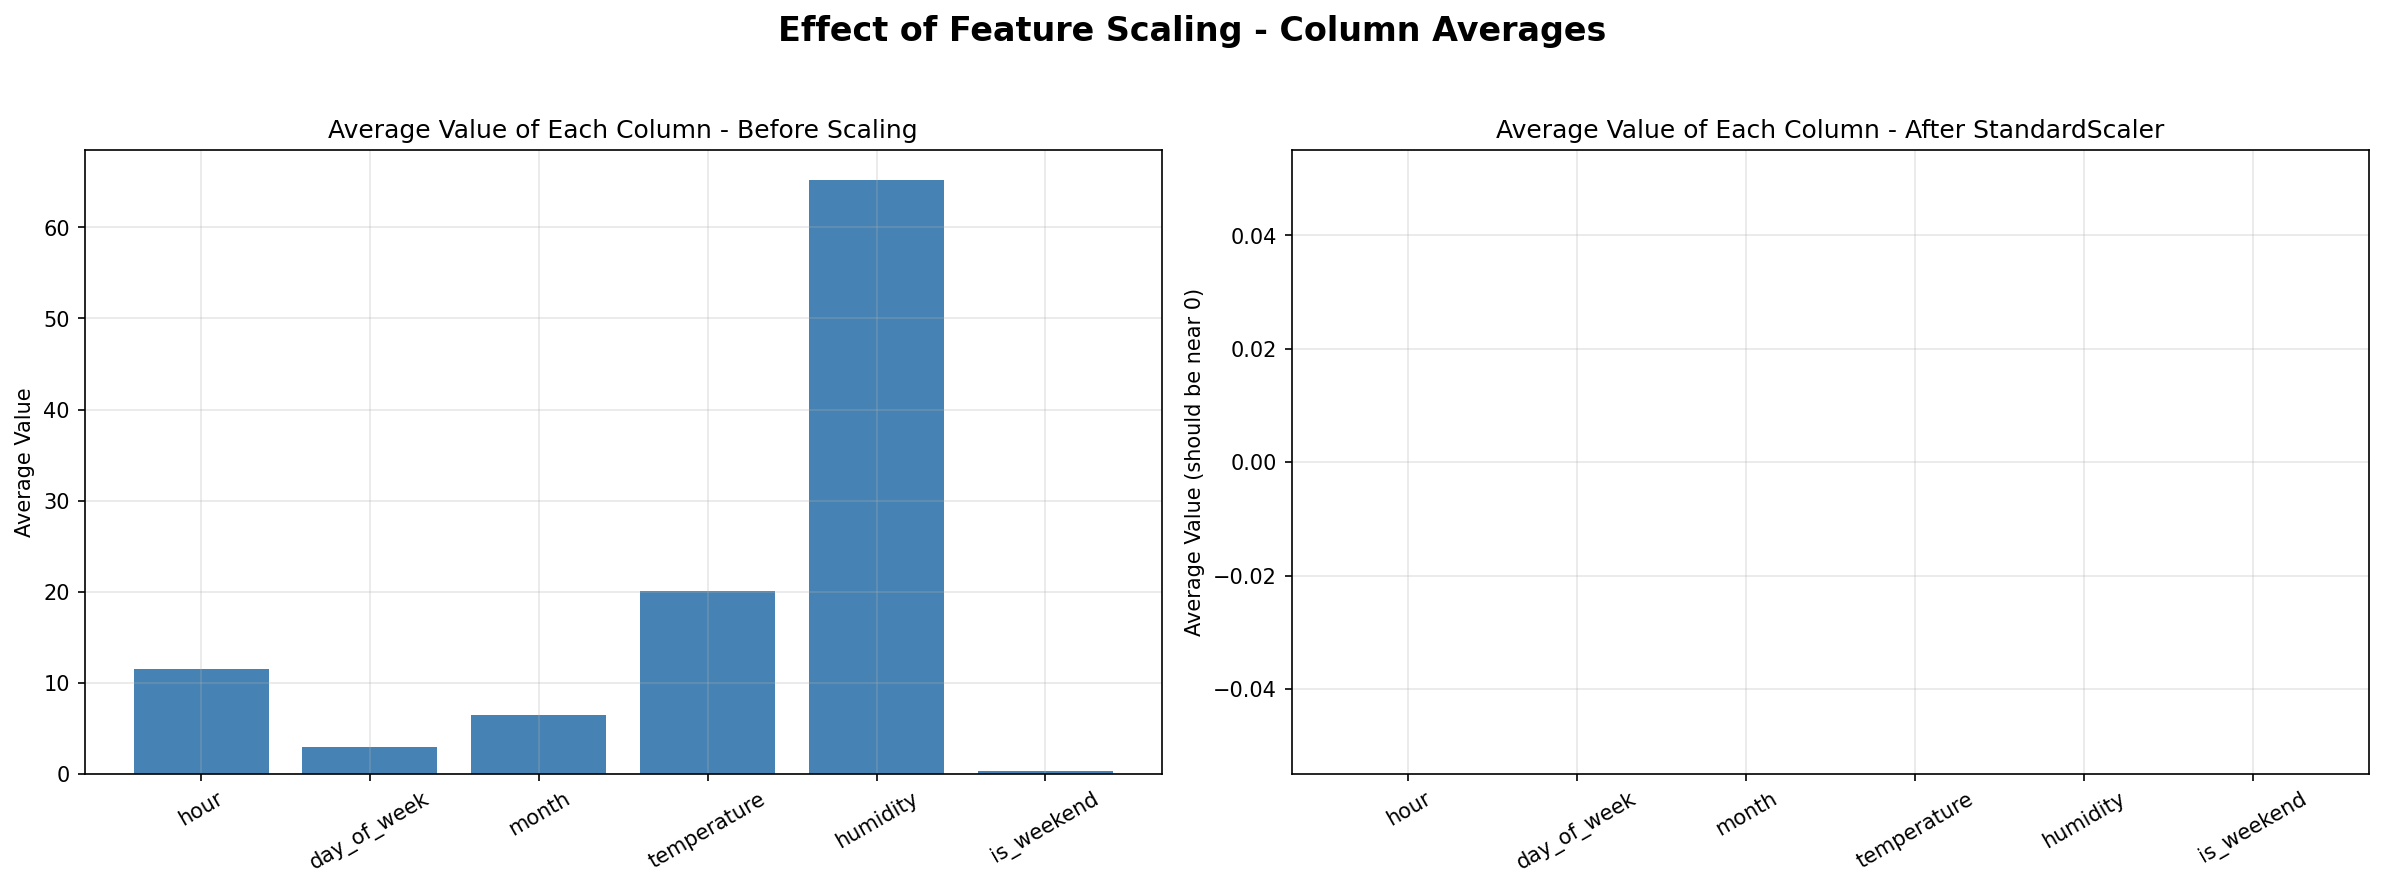 Effect of Feature Scaling - Column Averages
Average Value of Each Column - Before Scaling
Average Value
60
50
40
30
20
10
0
hour
day_of_week
month
temperature
humidity
is_weekend
Average Value of Each Column - After StandardScaler
Average Value (should be near 0)
0.04
0.02
0.00
−0.02
−0.04
hour
day_of_week
month
temperature
humidity
is_weekend